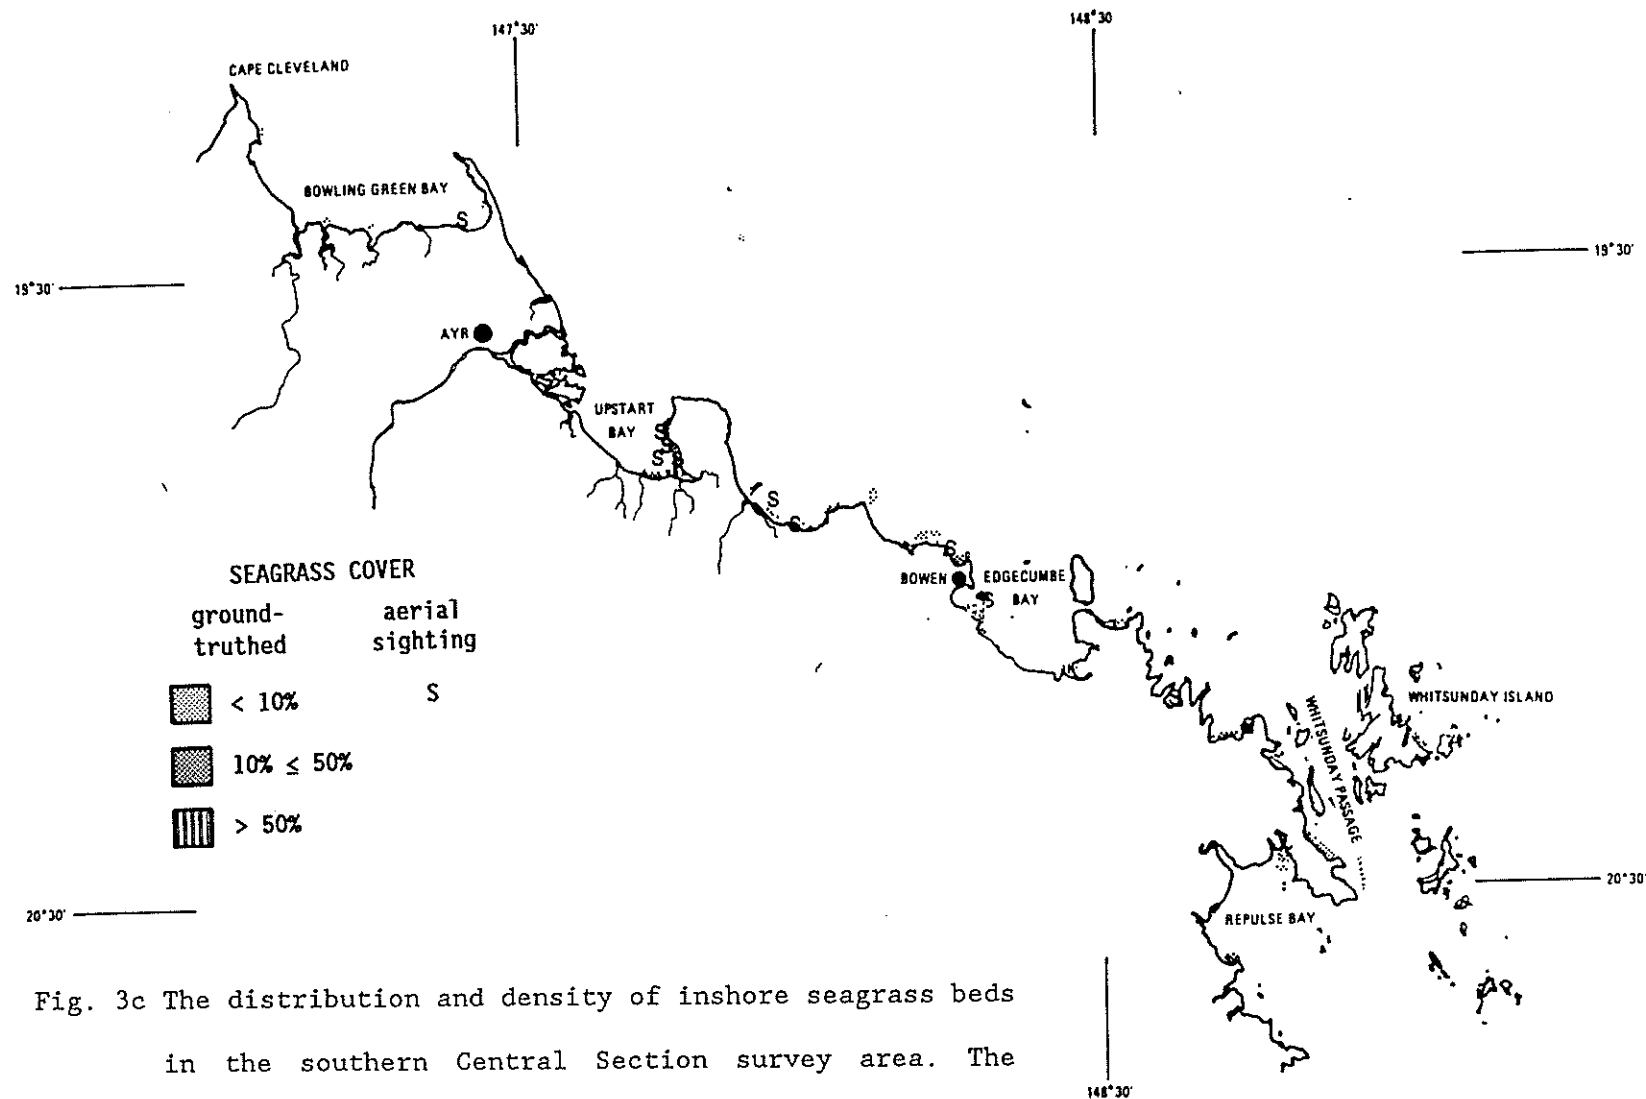 147°30'
148°30
CAPE CLEVELAND
BOWLING GREEN BAY
S
19°30'
19°30'
AYR
UPSTART
BAY
S
S
S
S
S
S
S
BOWEN
EDGECUMBE
BAY
S
SEAGRASS COVER
ground-
truthed
aerial
sighting
< 10%
S
10% ≤ 50%
> 50%
WHITSUNDAY ISLAND
WHITSUNDAY PASSAGE
20°30'
20°30'
REPULSE BAY
148°30'
Fig. 3c The distribution and density of inshore seagrass beds
in the southern Central Section survey area. The